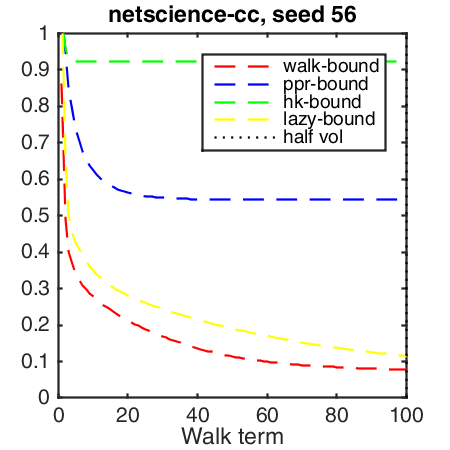 netscience-cc, seed 56
1
0.9
0.8
0.7
0.6
0.5
0.4
0.3
0.2
0.1
0
walk-bound
ppr-bound
hk-bound
lazy-bound
half vol
0 20 40 60 80 100
Walk term